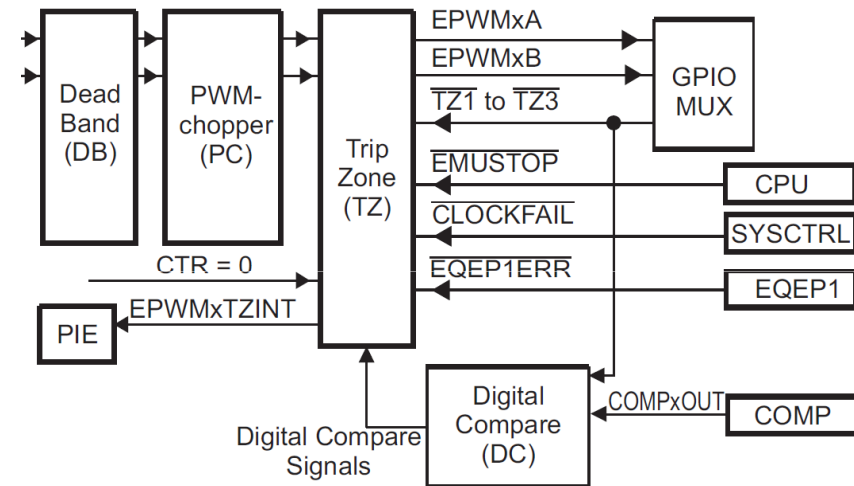 Dead
Band
(DB)
PWM-
chopper
(PC)
Trip
Zone
(TZ)
EPWMxA
EPWMxB
TZ1 to TZ3
EMUSTOP
CLOCKFAIL
EQEP1ERR
GPIO
MUX
CPU
SYSCTRL
EQEP1
CTR = 0
EPWMxTZINT
PIE
Digital Compare
Signals
Digital
Compare
(DC)
COMPxOUT
COMP